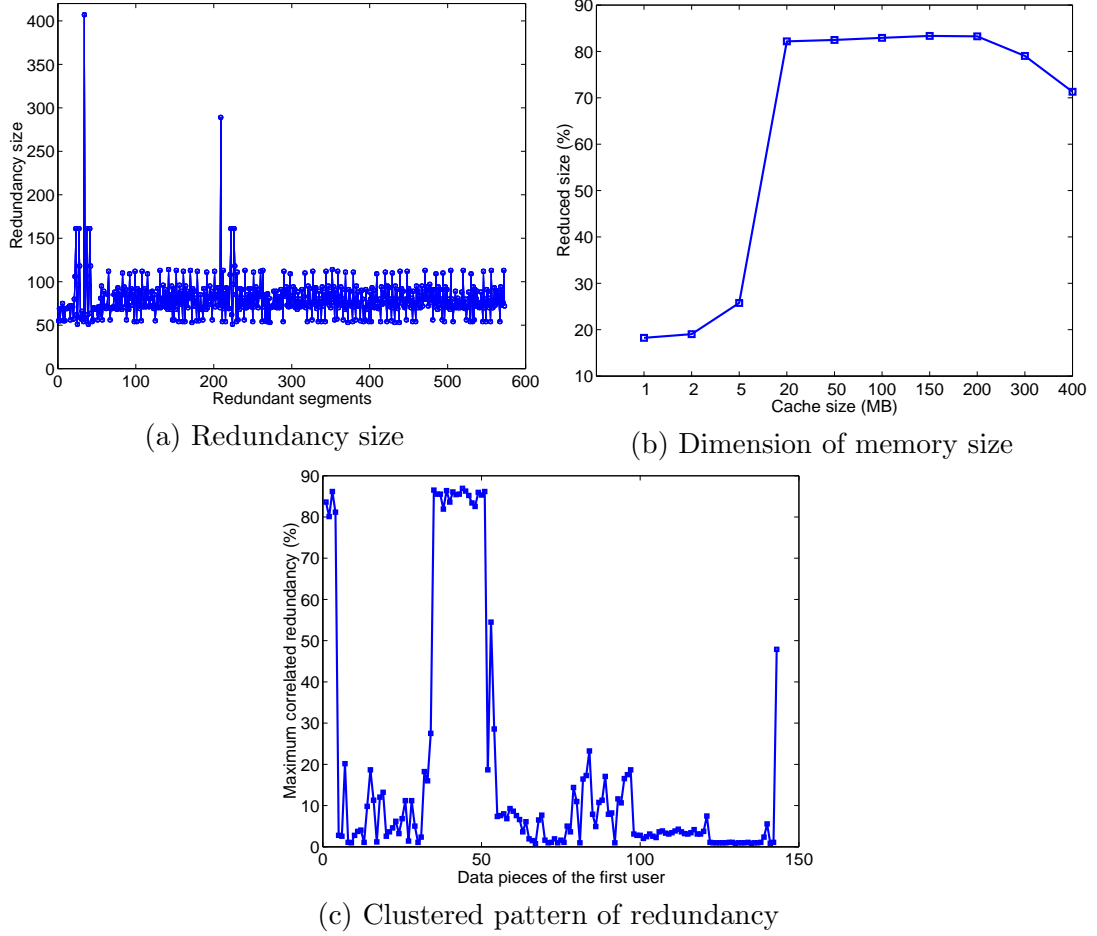 400
350
300
250
200
150
100
50
0
Redundancy size
0 100 200 300 400 500 600
Redundant segments
(a) Redundancy size
90
80
70
60
50
40
30
20
10
Reduced size (%)
1 2 5 20 50 100 150 200 300 400
Cache size (MB)
(b) Dimension of memory size
90
80
70
60
50
40
30
20
10
0
Maximum correlated redundancy (%)
0 50 100 150
Data pieces of the first user
(c) Clustered pattern of redundancy